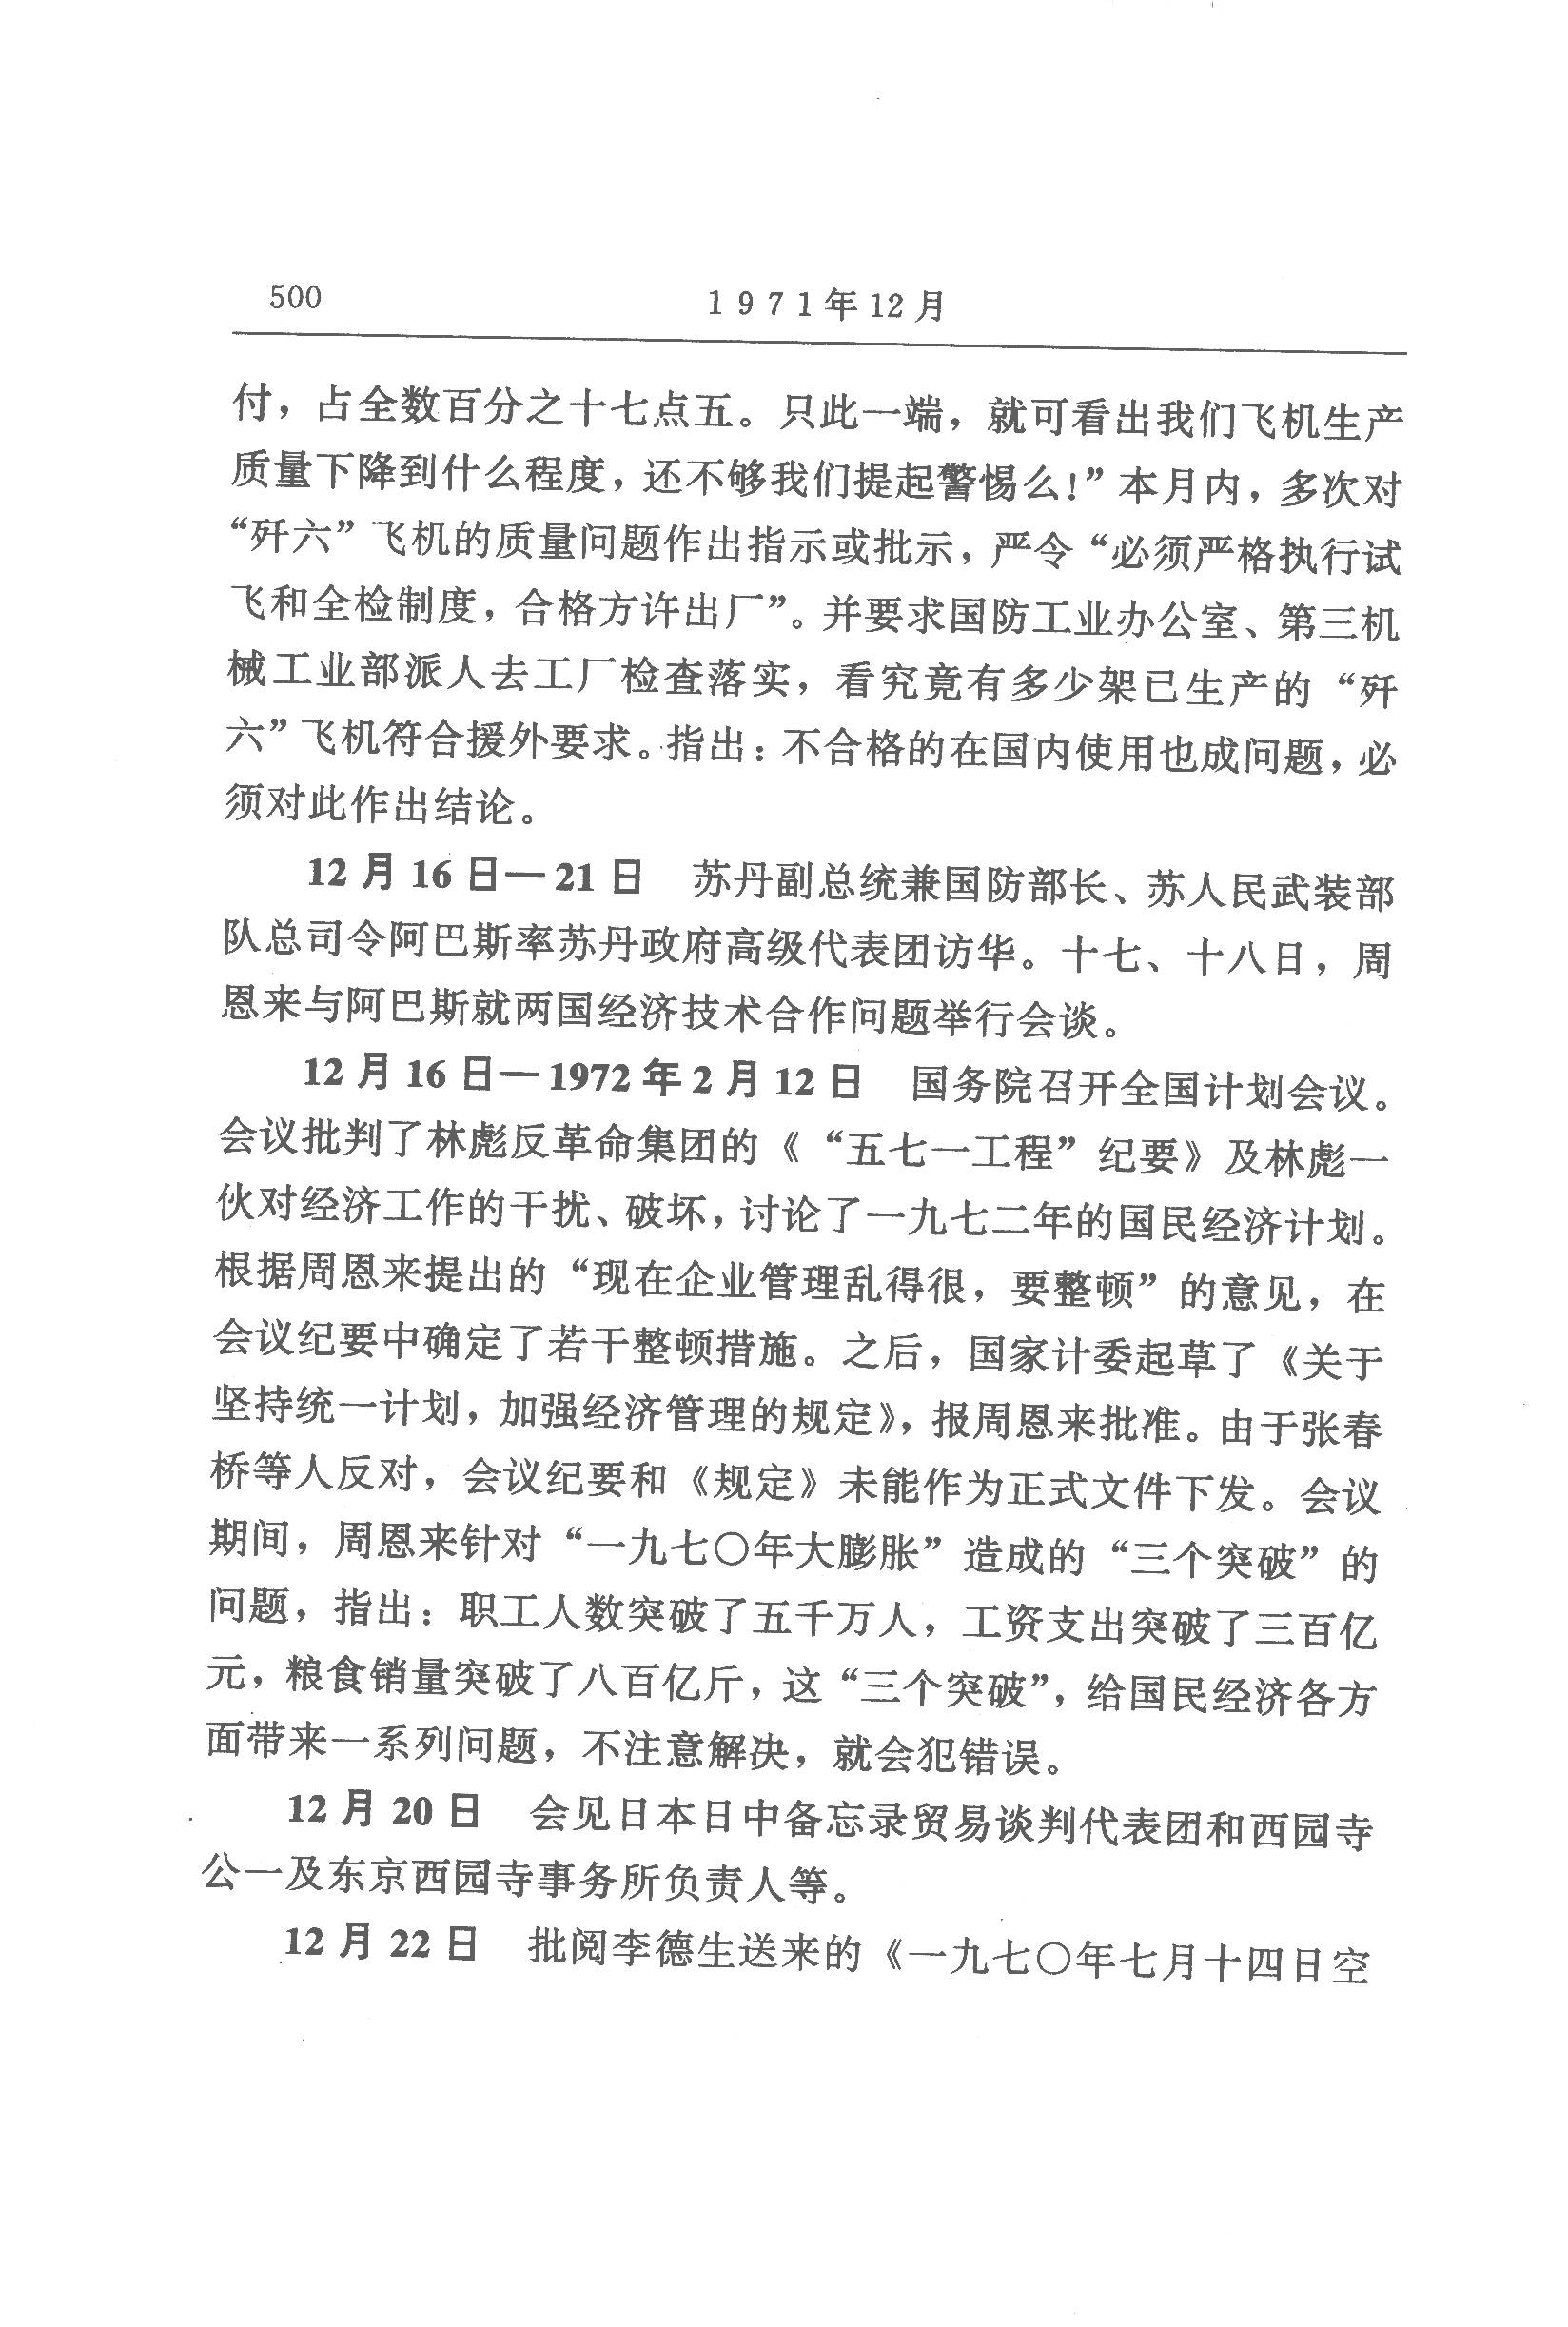 500
1971年12月
付，占全数百分之十七点五。只此一端，就可看出我们飞机生产
质量下降到什么程度，还不够我们提起警惕么!”本月内，多次对
“歼六”飞机的质量问题作出指示或批示，严令“必须严格执行试
飞和全检制度，合格方许出厂”。并要求国防工业办公室、第三机
械工业部派人去工厂检查落实，看究竟有多少架已生产的“歼
六”飞机符合援外要求。指出：不合格的在国内使用也成问题，必
须对此作出结论。
12月16日—21日　苏丹副总统兼国防部长、苏人民武装部
队总司令阿巴斯率苏丹政府高级代表团访华。十七、十八日，周
恩来与阿巴斯就两国经济技术合作问题举行会谈。
12月16日—1972年2月12日　国务院召开全国计划会议。
会议批判了林彪反革命集团的《“五七一工程”纪要》及林彪一
伙对经济工作的干扰、破坏，讨论了一九七二年的国民经济计划。
根据周恩来提出的“现在企业管理乱得很，要整顿”的意见，在
会议纪要中确定了若干整顿措施。之后，国家计委起草了《关于
坚持统一计划，加强经济管理的规定》，报周恩来批准。由于张春
桥等人反对，会议纪要和《规定》未能作为正式文件下发。会议
期间，周恩来针对“一九七〇年大膨胀”造成的“三个突破”的
问题，指出：职工人数突破了五千万人，工资支出突破了三百亿
元，粮食销量突破了八百亿斤，这“三个突破”，给国民经济各方
面带来一系列问题，不注意解决，就会犯错误。
12月20日　会见日本日中备忘录贸易谈判代表团和西园寺
公一及东京西园寺事务所负责人等。
12月22日　批阅李德生送来的《一九七〇年七月十四日空